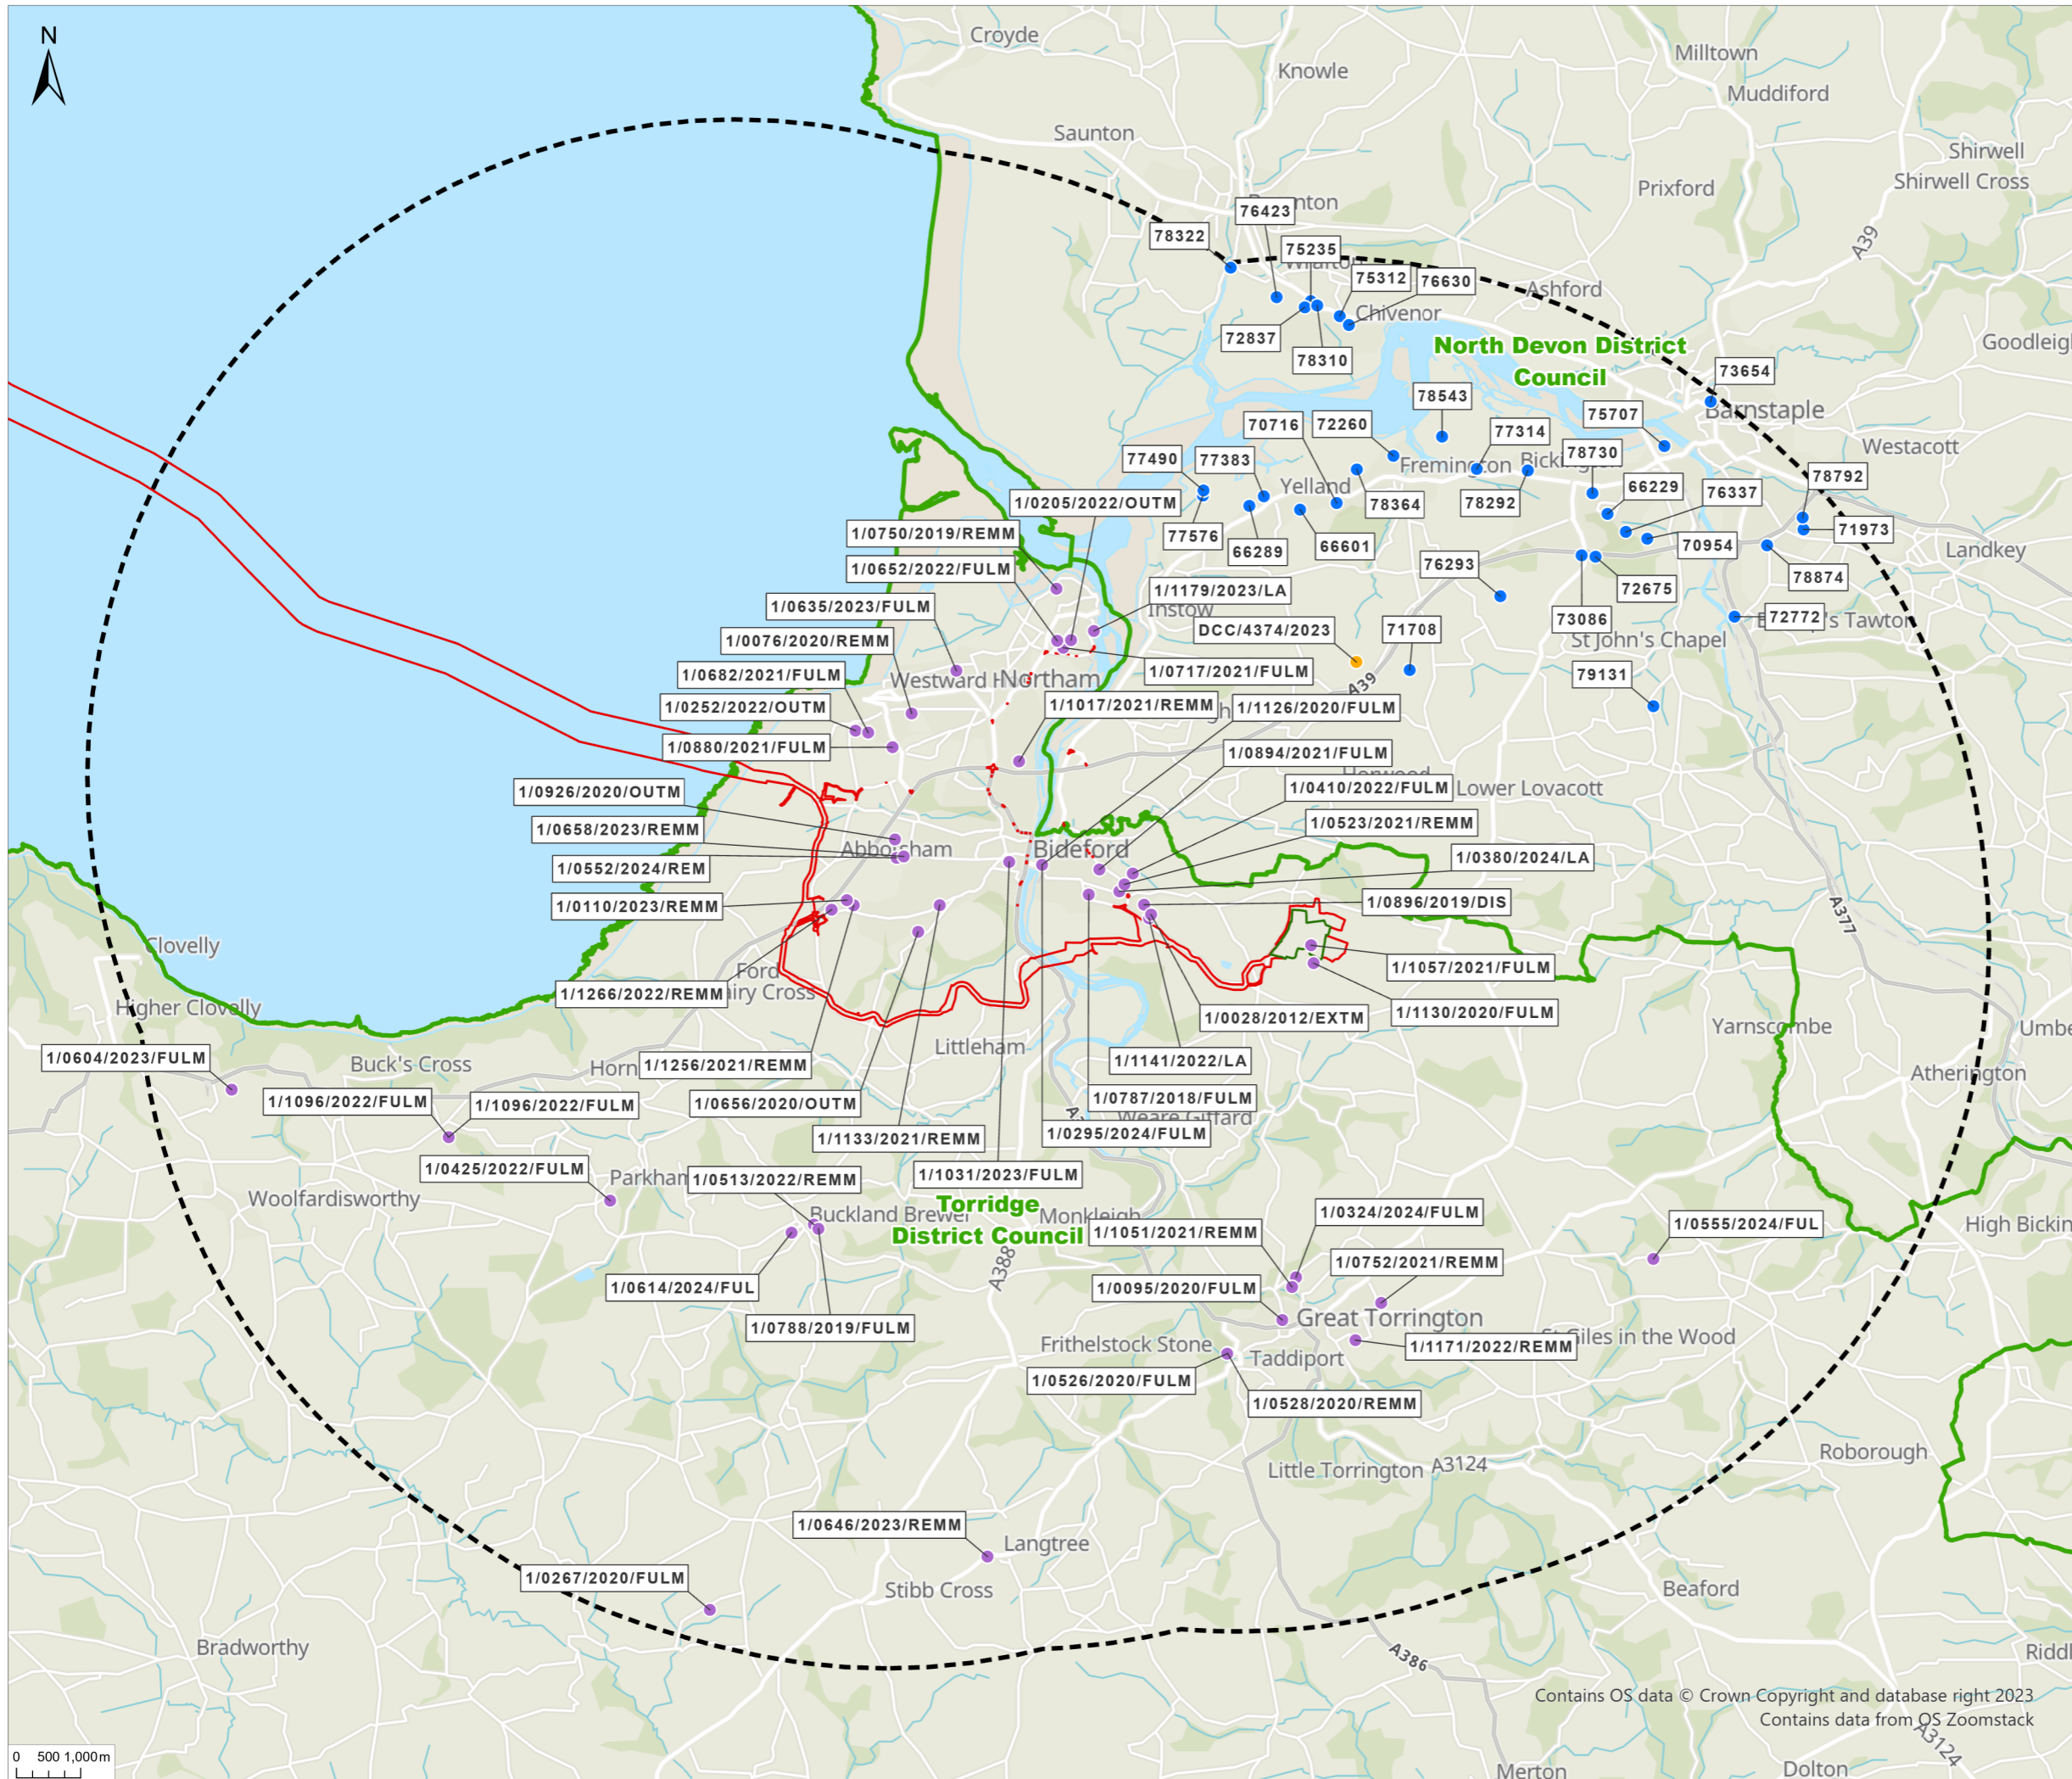 N
Croyde
Knowle
Milltown
Muddiford
Saunton
Shirwell
Shirwell Cross
Prixford
A39
76423
78322
75235
75312
76630
Ashford
Chivenor
72837
78310
Goodleigh
North Devon District
Council
73654
Barnstaple
78543
75707
70716
72260
77314
78730
Westacott
77490
77383
Fremington
Yelland
78792
66229
76337
1/0205/2022/OUTM
78364
78292
71973
1/0750/2019/REMM
77576
66289
66601
70954
Landkey
1/0652/2022/FULM
76293
72675
78874
1/1179/2023/LA
Instow
1/0635/2023/FULM
DCC/4374/2023
71708
73086
72772
1/0076/2020/REMM
St John's Chapel
1/0682/2021/FULM
Northam
1/0717/2021/FULM
79131
A39
1/0252/2022/OUTM
1/1017/2021/REMM
1/1126/2020/FULM
1/0880/2021/FULM
1/0894/2021/FULM
1/0926/2020/OUTM
1/0410/2022/FULM
Lower Lovacott
1/0658/2023/REMM
1/0523/2021/REMM
Abbotsham
Bideford
1/0552/2024/REM
1/0380/2024/LA
1/0110/2023/REMM
1/0896/2019/DIS
A377
Clovelly
Ford
1/1057/2021/FULM
1/1266/2022/REMM
Higher Clovelly
1/0028/2012/EXTM
1/1130/2020/FULM
Yarnscombe
1/0604/2023/FULM
Buck's Cross
Littleham
1/1256/2021/REMM
1/1141/2022/LA
Atherington
1/1096/2022/FULM
1/1096/2022/FULM
1/0656/2020/OUTM
1/0787/2018/FULM
Weare Giffard
1/1133/2021/REMM
1/0295/2024/FULM
1/0425/2022/FULM
Parkham
1/0513/2022/REMM
1/1031/2023/FULM
Woolfardisworthy
Buckland Brewer
Torridge
District Council
Monkleigh
1/1051/2021/REMM
1/0324/2024/FULM
1/0555/2024/FUL
A388
1/0752/2021/REMM
1/0614/2024/FUL
1/0095/2020/FULM
1/0788/2019/FULM
Great Torrington
Frithelstock Stone
Taddiport
1/1171/2022/REMM
St Giles in the Wood
1/0526/2020/FULM
1/0528/2020/REMM
Little Torrington
A3124
Roborough
1/0646/2023/REMM
Langtree
1/0267/2020/FULM
Stibb Cross
Beaford
Bradworthy
A386
Contains OS data © Crown Copyright and database right 2023
Contains data from OS Zoomstack
A3124
0 500 1,000 m
Merton
Dolton